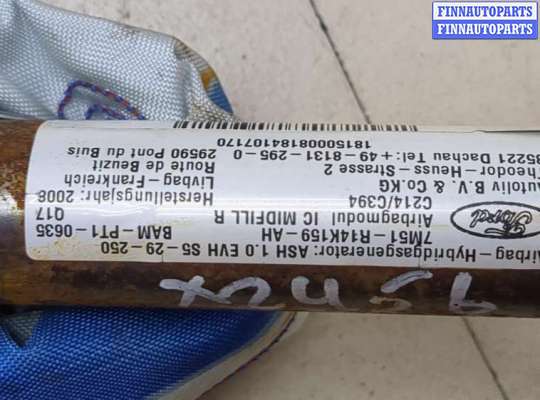 FINNAUTOPARTS
FINNAUTOPARTS
Airbag-Hybridgasgenerator: ASH 1.0 EVH S5-29-250
7M51-R14K159-AH BAM-PT1-0635
Airbagmodul IC MIDFILL R Q17
C214/C394 Herstellungsjahr: 2008
Autoliv B.V. & Co.KG Livbag-Frankreich
Theodor-Heuss-Strasse 2 Route de Beuzit
85221 Dachau Tel:+49-8131-295-0 29590 Pont du Buis
18150008184107170
Ford